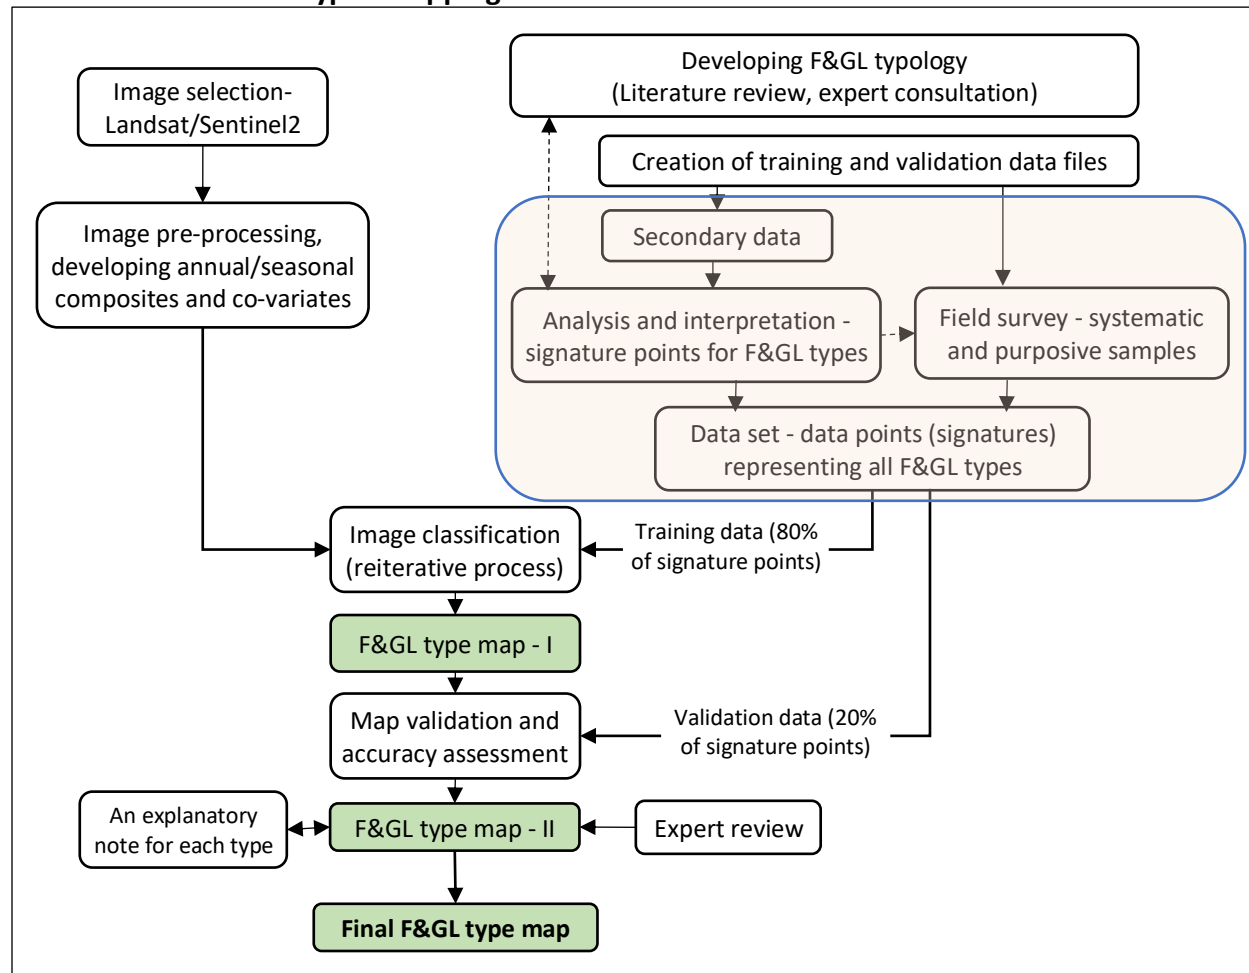 Image selection-
Landsat/Sentinel2
Developing F&GL typology
(Literature review, expert consultation)
Creation of training and validation data files
Image pre-processing,
developing annual/seasonal
composites and co-variates
Secondary data
Analysis and interpretation -
signature points for F&GL types
Field survey - systematic
and purposive samples
Data set - data points (signatures)
representing all F&GL types
Image classification
(reiterative process)
Training data (80%
of signature points)
F&GL type map - I
Map validation and
accuracy assessment
Validation data (20%
of signature points)
An explanatory
note for each type
F&GL type map - II
Expert review
Final F&GL type map